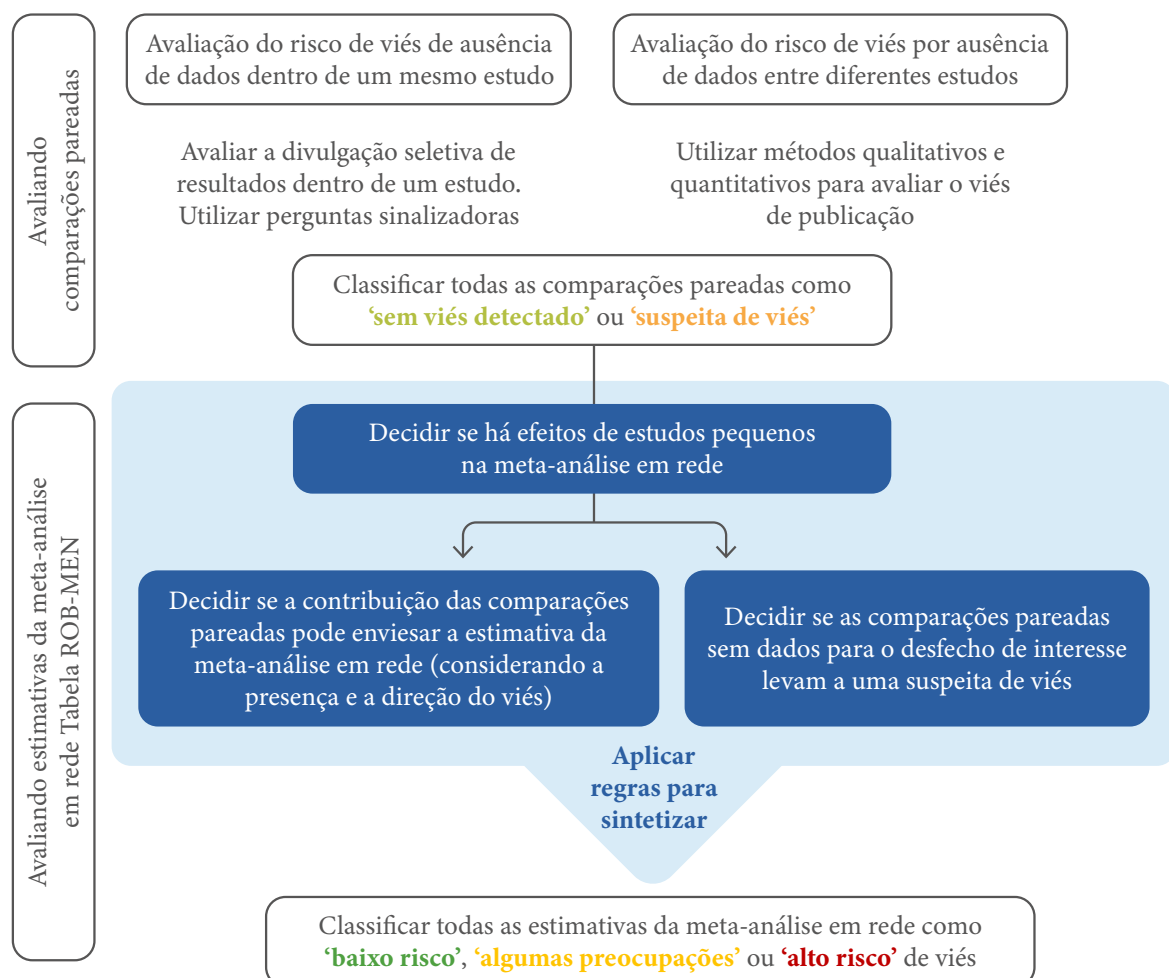 Avaliando
comparações pareadas
Avaliação do risco de viés de ausência
de dados dentro de um mesmo estudo
Avaliação do risco de viés por ausência
de dados entre diferentes estudos
Avaliar a divulgação seletiva de
resultados dentro de um estudo.
Utilizar perguntas sinalizadoras
Utilizar métodos qualitativos e
quantitativos para avaliar o viés
de publicação
Classificar todas as comparações pareadas como
‘sem viés detectado’ ou ‘suspeita de viés’
Avaliando estimativas da meta-análise
em rede Tabela ROB-MEN
Decidir se há efeitos de estudos pequenos
na meta-análise em rede
Decidir se a contribuição das comparações
pareadas pode enviesar a estimativa da
meta-análise em rede (considerando a
presença e a direção do viés)
Decidir se as comparações pareadas
sem dados para o desfecho de interesse
levam a uma suspeita de viés
Aplicar
regras para
sintetizar
Classificar todas as estimativas da meta-análise em rede como
‘baixo risco’, ‘algumas preocupações’ ou ‘alto risco’ de viés